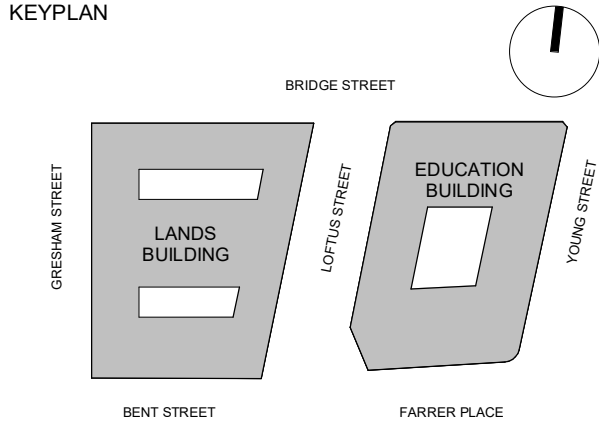 KEYPLAN
BRIDGE STREET
GRESHAM STREET
LANDS
BUILDING
LOFTUS STREET
EDUCATION
BUILDING
YOUNG STREET
BENT STREET
FARRER PLACE